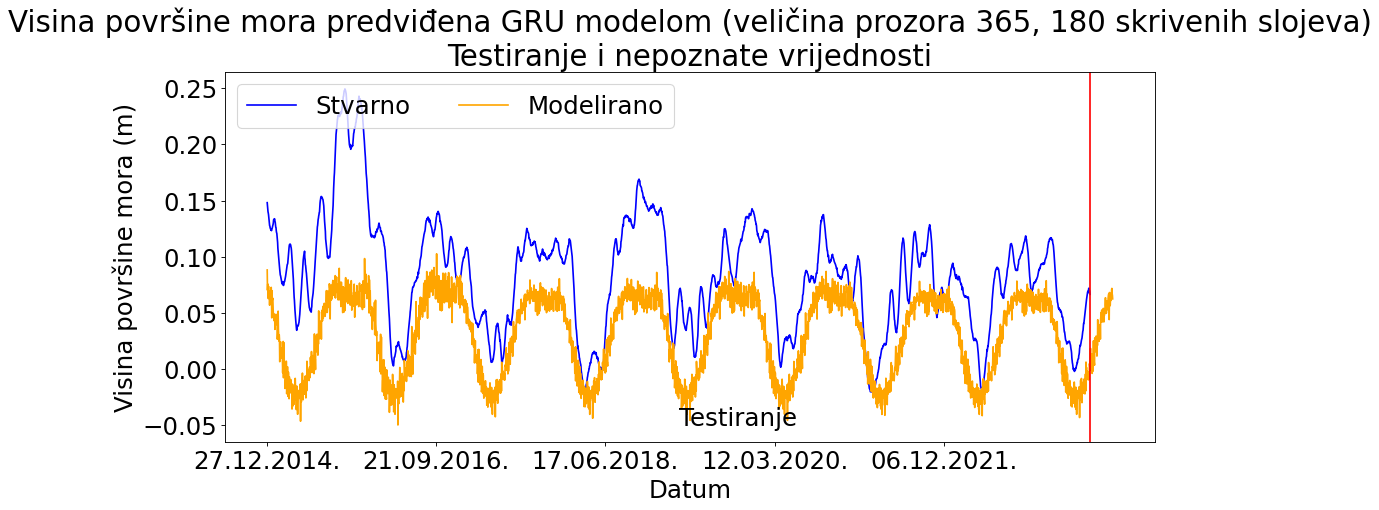 Visina površine mora predviđena GRU modelom (veličina prozora 365, 180 skrivenih slojeva)
Testiranje i nepoznate vrijednosti
Stvarno
Modelirano
Visina površine mora (m)
0.25
0.20
0.15
0.10
0.05
0.00
−0.05
Testiranje
27.12.2014.
21.09.2016.
17.06.2018.
12.03.2020.
06.12.2021.
Datum